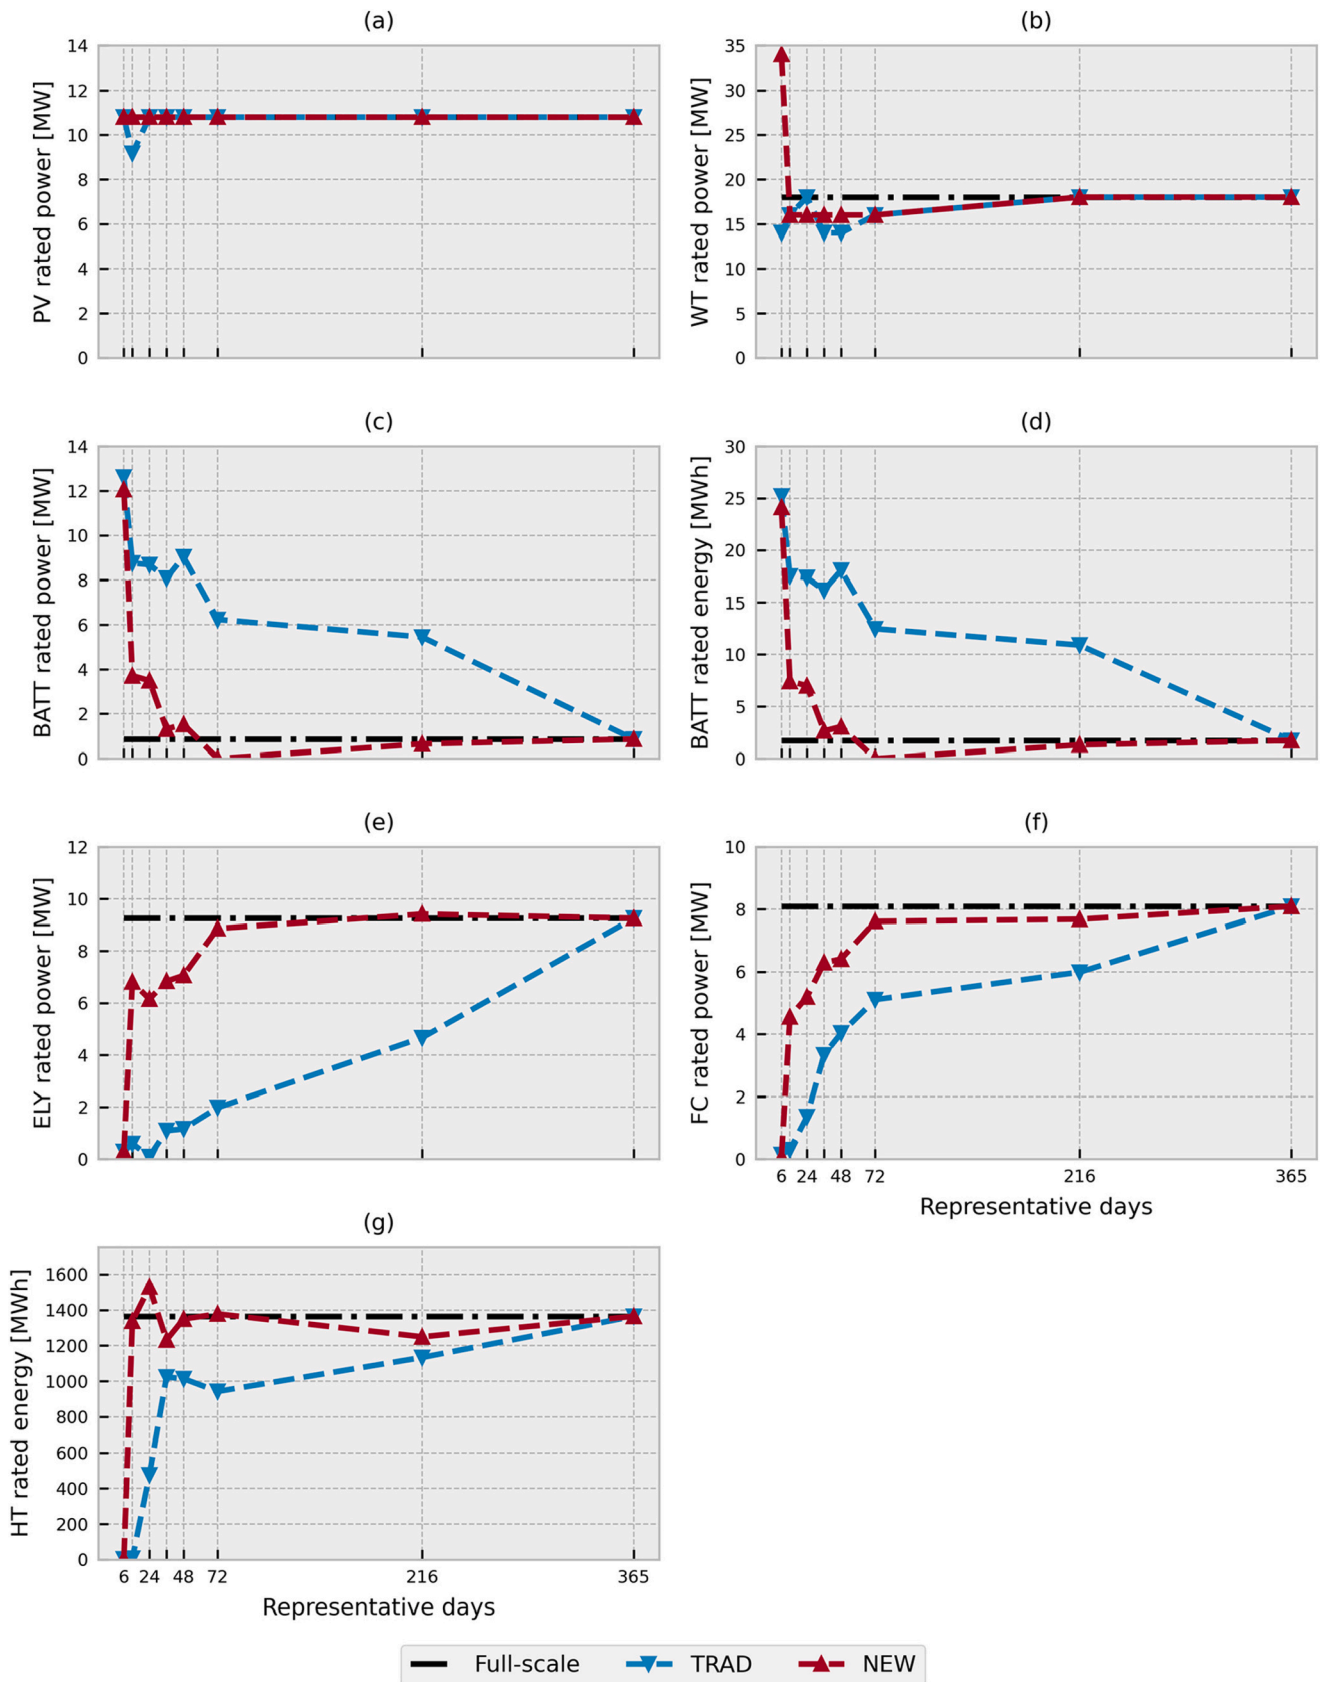 (a)
PV rated power [MW]
14
12
10
8
6
4
2
0
(b)
WT rated power [MW]
35
30
25
20
15
10
5
0
(c)
BATT rated power [MW]
14
12
10
8
6
4
2
0
(d)
BATT rated energy [MWh]
30
25
20
15
10
5
0
(e)
ELY rated power [MW]
12
10
8
6
4
2
0
(f)
FC rated power [MW]
10
8
6
4
2
0
6 24 48 72 216 365
Representative days
(g)
HT rated energy [MWh]
1600
1400
1200
1000
800
600
400
200
0
6 24 48 72 216 365
Representative days
Full-scale TRAD NEW